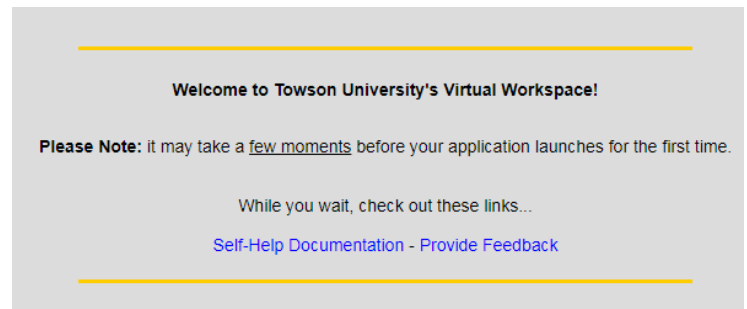 Welcome to Towson University's Virtual Workspace!
Please Note: it may take a few moments before your application launches for the first time.
While you wait, check out these links...
Self-Help Documentation - Provide Feedback